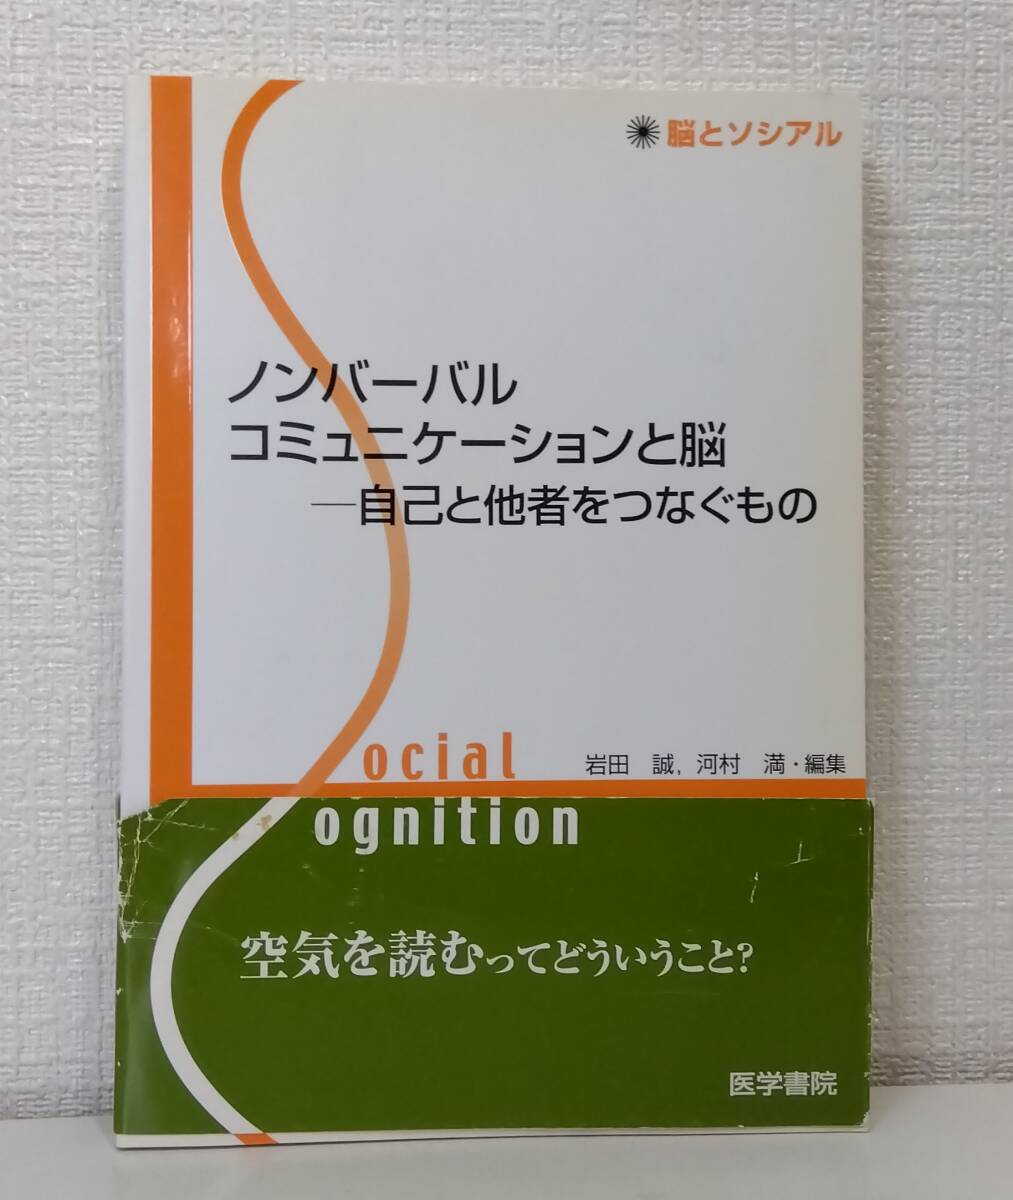 脳とソシアル
ノンバーバル
コミュニケーションと脳
―自己と他者をつなぐもの
ocial
岩田 誠,河村 満・編集
ognition
空気を読むってどういうこと?
医学書院